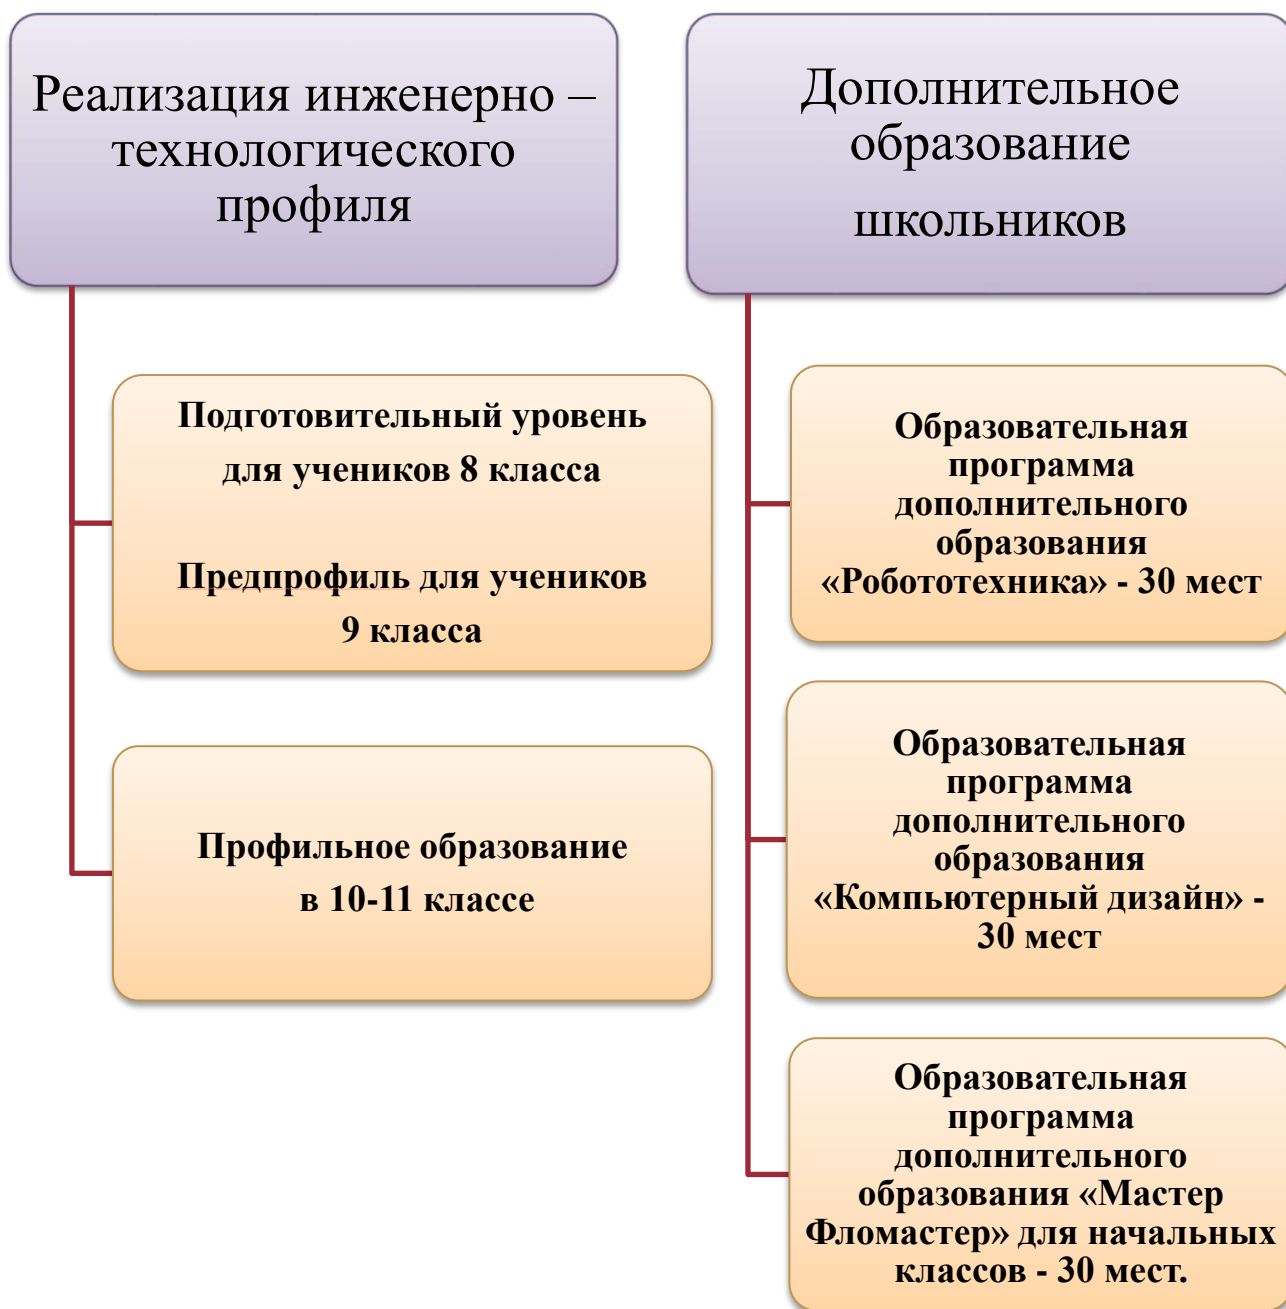 Реализация инженерно –
технологического
профиля
Подготовительный уровень
для учеников 8 класса
Предпрофиль для учеников
9 класса
Профильное образование
в 10-11 классе
Дополнительное
образование
школьников
Образовательная
программа
дополнительного
образования
«Робототехника» - 30 мест
Образовательная
программа
дополнительного
образования
«Компьютерный дизайн» -
30 мест
Образовательная
программа
дополнительного
образования «Мастер
Фломастер» для начальных
классов - 30 мест.